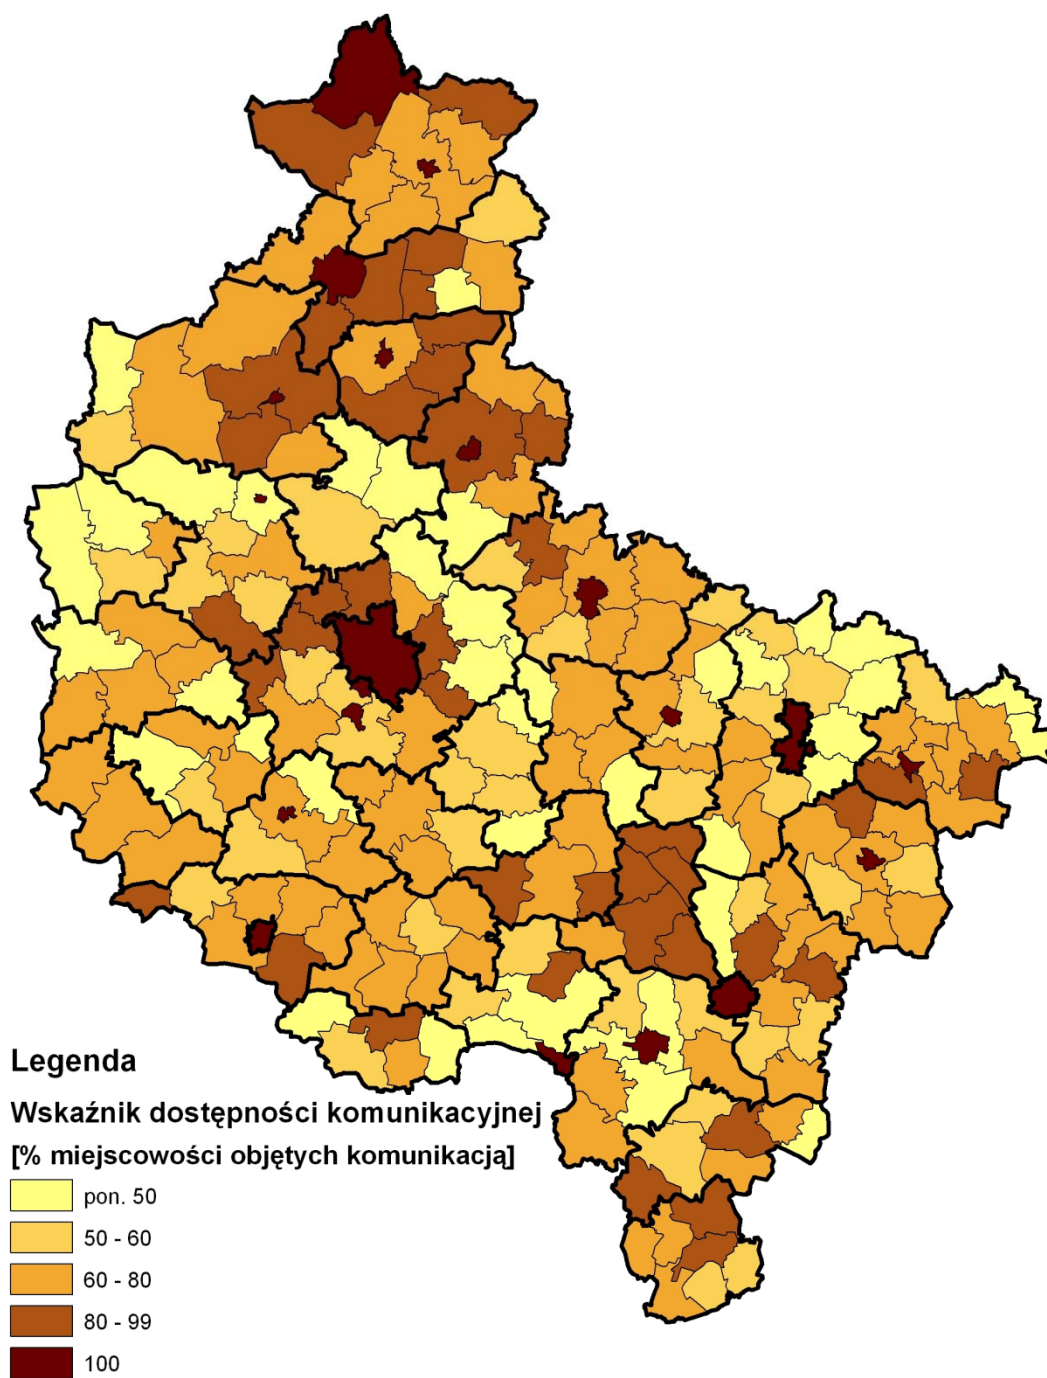 Legenda
Wskaźnik dostępności komunikacyjnej
[% miejscowości objętych komunikacją]
pon. 50
50 - 60
60 - 80
80 - 99
100